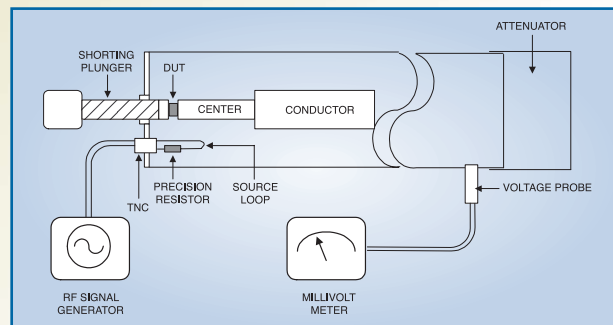 ATTENUATOR
SHORTING
PLUNGER
DUT
CENTER
CONDUCTOR
TNC
PRECISION
RESISTOR
SOURCE
LOOP
VOLTAGE PROBE
RF SIGNAL
GENERATOR
MILLIVOLT
METER